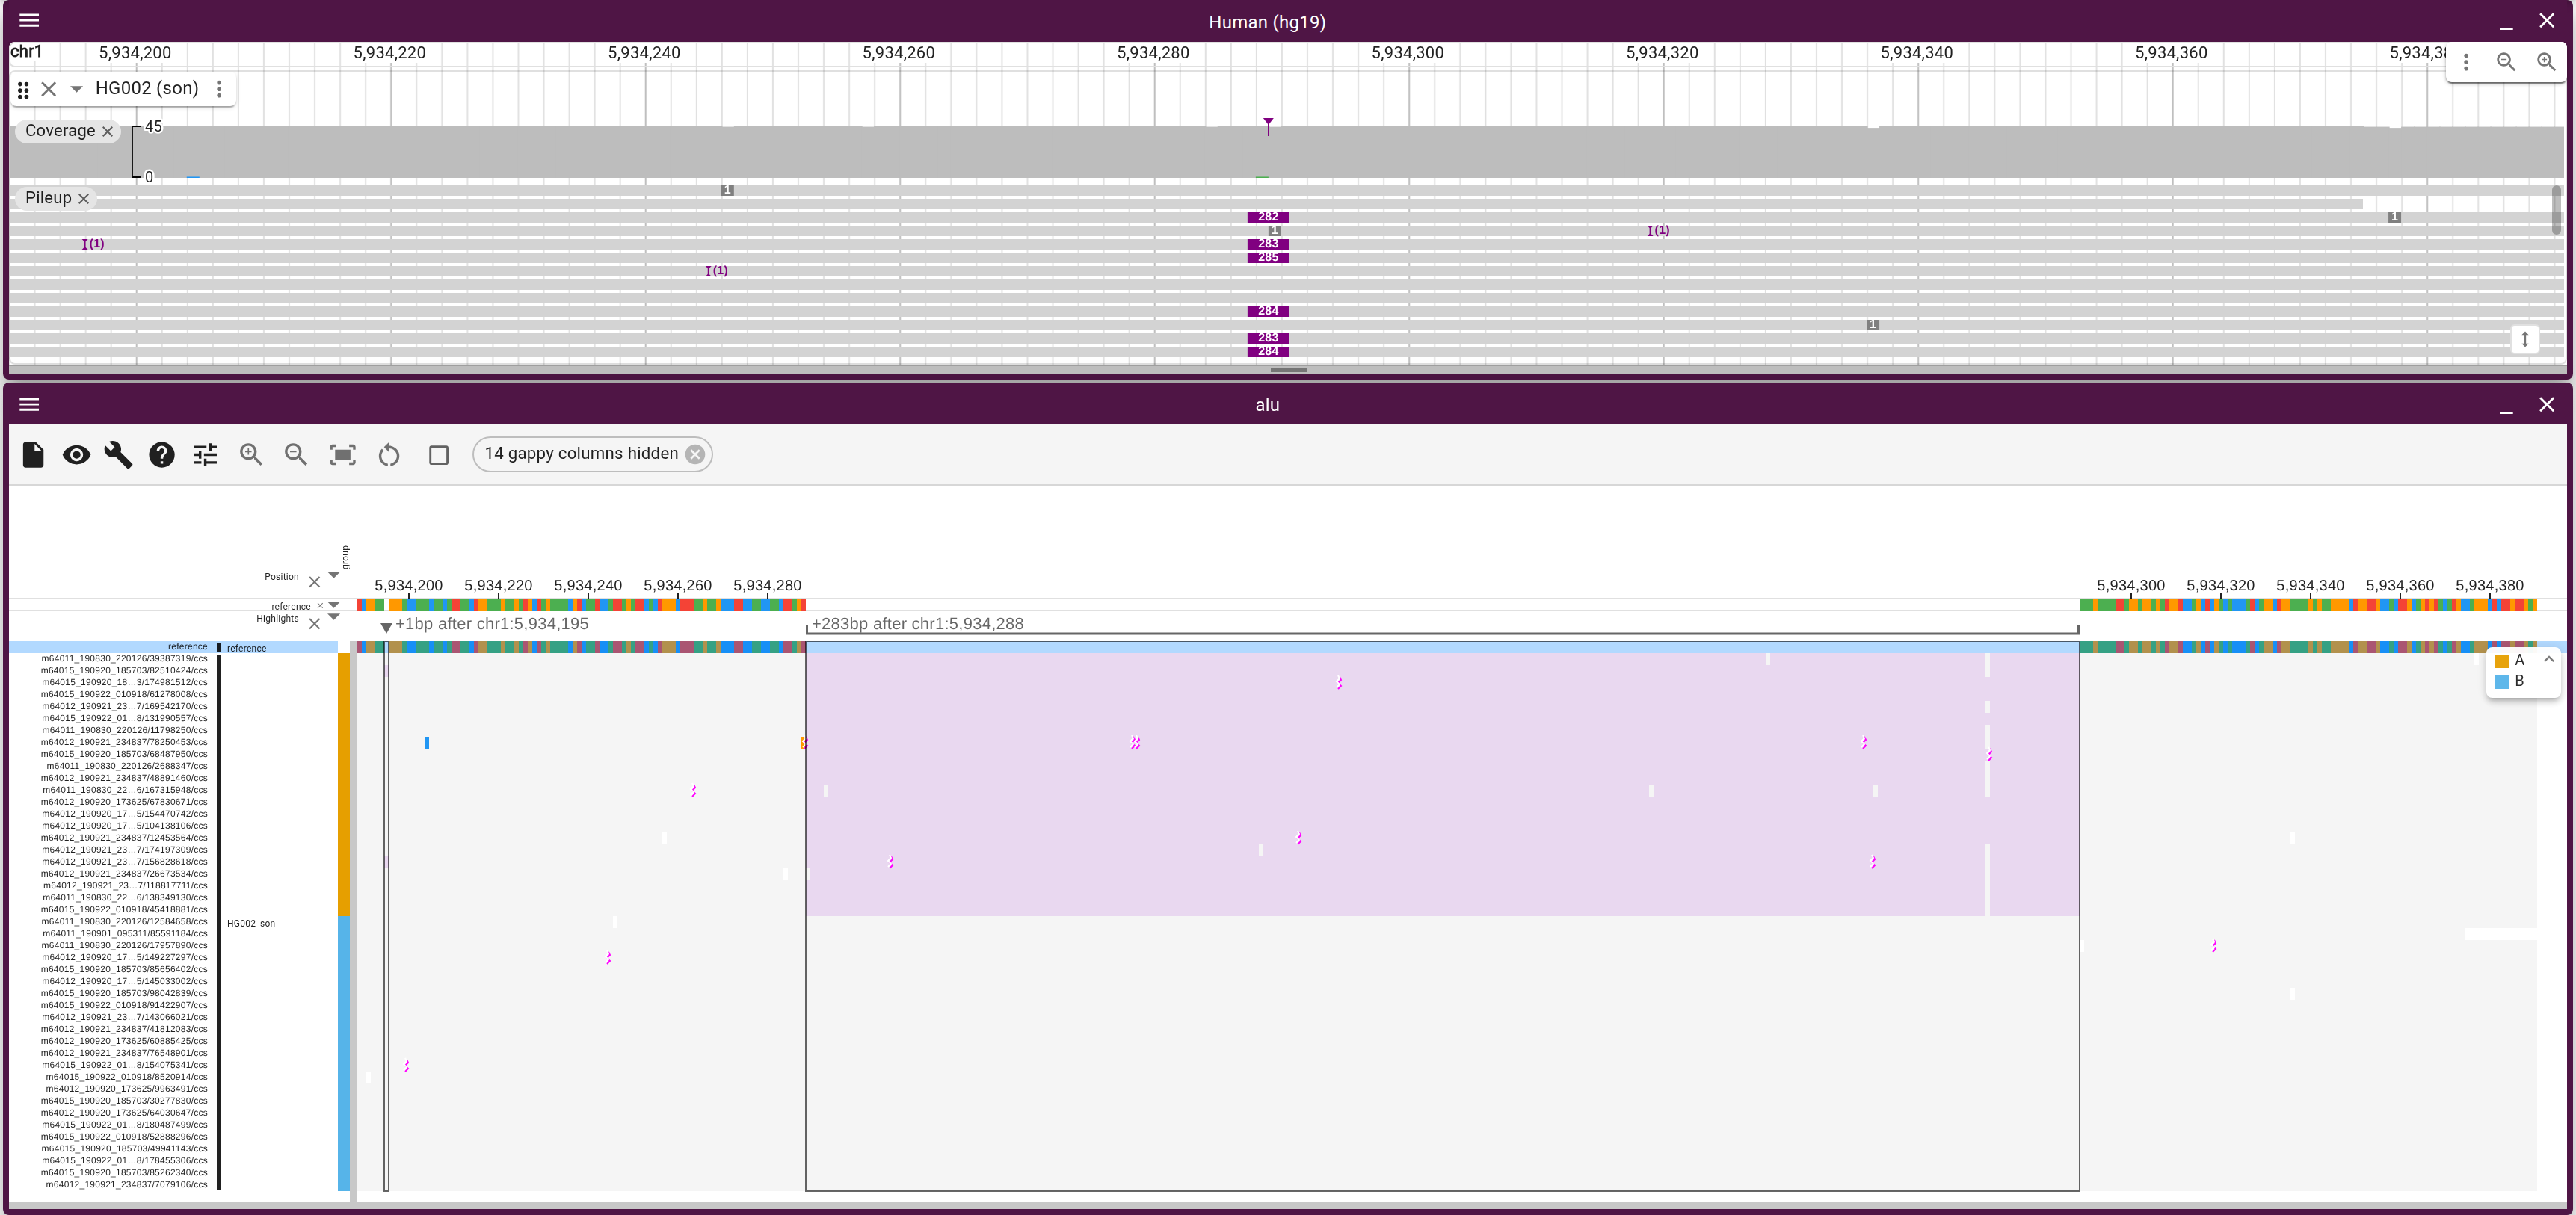 Human (hg19)
chr1 5,934,200 5,934,220 5,934,240 5,934,260 5,934,280 5,934,300 5,934,320 5,934,340 5,934,360
HG002 (son)
Coverage 45
0
Pileup 1
282 1
1 (1)
(1) 283
285
(1)
284
1
283
284
alu
14 gappy columns hidden
group
Position
5,934,200 5,934,220 5,934,240 5,934,260 5,934,280 5,934,300 5,934,320 5,934,340 5,934,360 5,934,380
reference
Highlights +1bp after chr1:5,934,195 +283bp after chr1:5,934,288
reference reference
m64011_190830_220126/39387319/ccs
A
m64015_190920_185703/82510424/ccs
m64015_190920_18…3/174981512/ccs
B
m64015_190922_010918/61278008/ccs
m64012_190921_23…7/169542170/ccs
m64015_190922_01…8/131990557/ccs
m64011_190830_220126/11798250/ccs
m64012_190921_234837/78250453/ccs
m64015_190920_185703/68487950/ccs
m64011_190830_220126/2688347/ccs
m64012_190921_234837/48891460/ccs
m64011_190830_22…6/167315948/ccs
m64012_190920_173625/67830671/ccs
m64012_190920_17…5/154470742/ccs
m64012_190920_17…5/104138106/ccs
m64012_190921_234837/12453564/ccs
m64012_190921_23…7/174197309/ccs
m64012_190921_23…7/156828618/ccs
m64012_190921_234837/26673534/ccs
m64012_190921_23…7/118817711/ccs
m64011_190830_22…6/138349130/ccs
m64015_190922_010918/45418881/ccs
m64011_190830_220126/12584658/ccs HG002_son
m64011_190901_095311/85591184/ccs
m64011_190830_220126/17957890/ccs
m64012_190920_17…5/149227297/ccs
m64015_190920_185703/85656402/ccs
m64012_190920_17…5/145033002/ccs
m64015_190920_185703/98042839/ccs
m64015_190922_010918/91422907/ccs
m64012_190921_23…7/143066021/ccs
m64012_190921_234837/41812083/ccs
m64012_190920_173625/60885425/ccs
m64012_190921_234837/76548901/ccs
m64015_190922_01…8/154075341/ccs
m64015_190922_010918/8520914/ccs
m64012_190920_173625/9963491/ccs
m64015_190920_185703/30277830/ccs
m64012_190920_173625/64030647/ccs
m64015_190922_01…8/180487499/ccs
m64015_190922_010918/52888296/ccs
m64015_190920_185703/49941143/ccs
m64015_190922_01…8/178455306/ccs
m64015_190920_185703/85262340/ccs
m64012_190921_234837/7079106/ccs